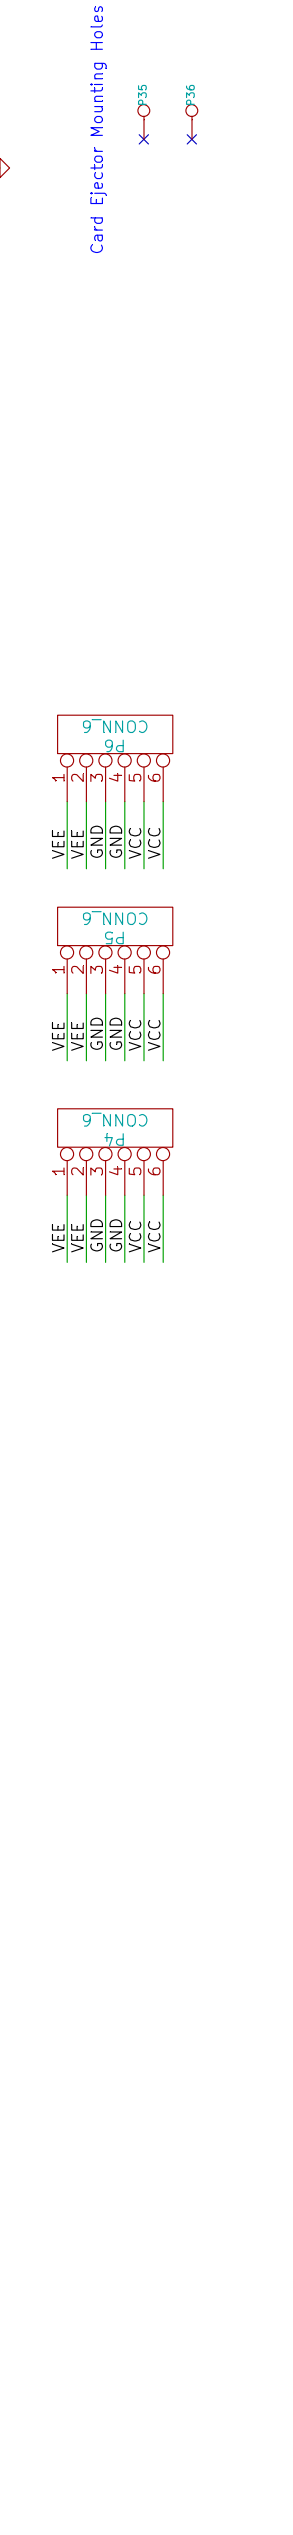 Card Ejector Mounting Holes
P35
P36
CONN_6
P6
1
2
3
4
5
6
VEE
VEE
GND
GND
VCC
VCC
CONN_6
P5
1
2
3
4
5
6
VEE
VEE
GND
GND
VCC
VCC
CONN_6
P4
1
2
3
4
5
6
VEE
VEE
GND
GND
VCC
VCC